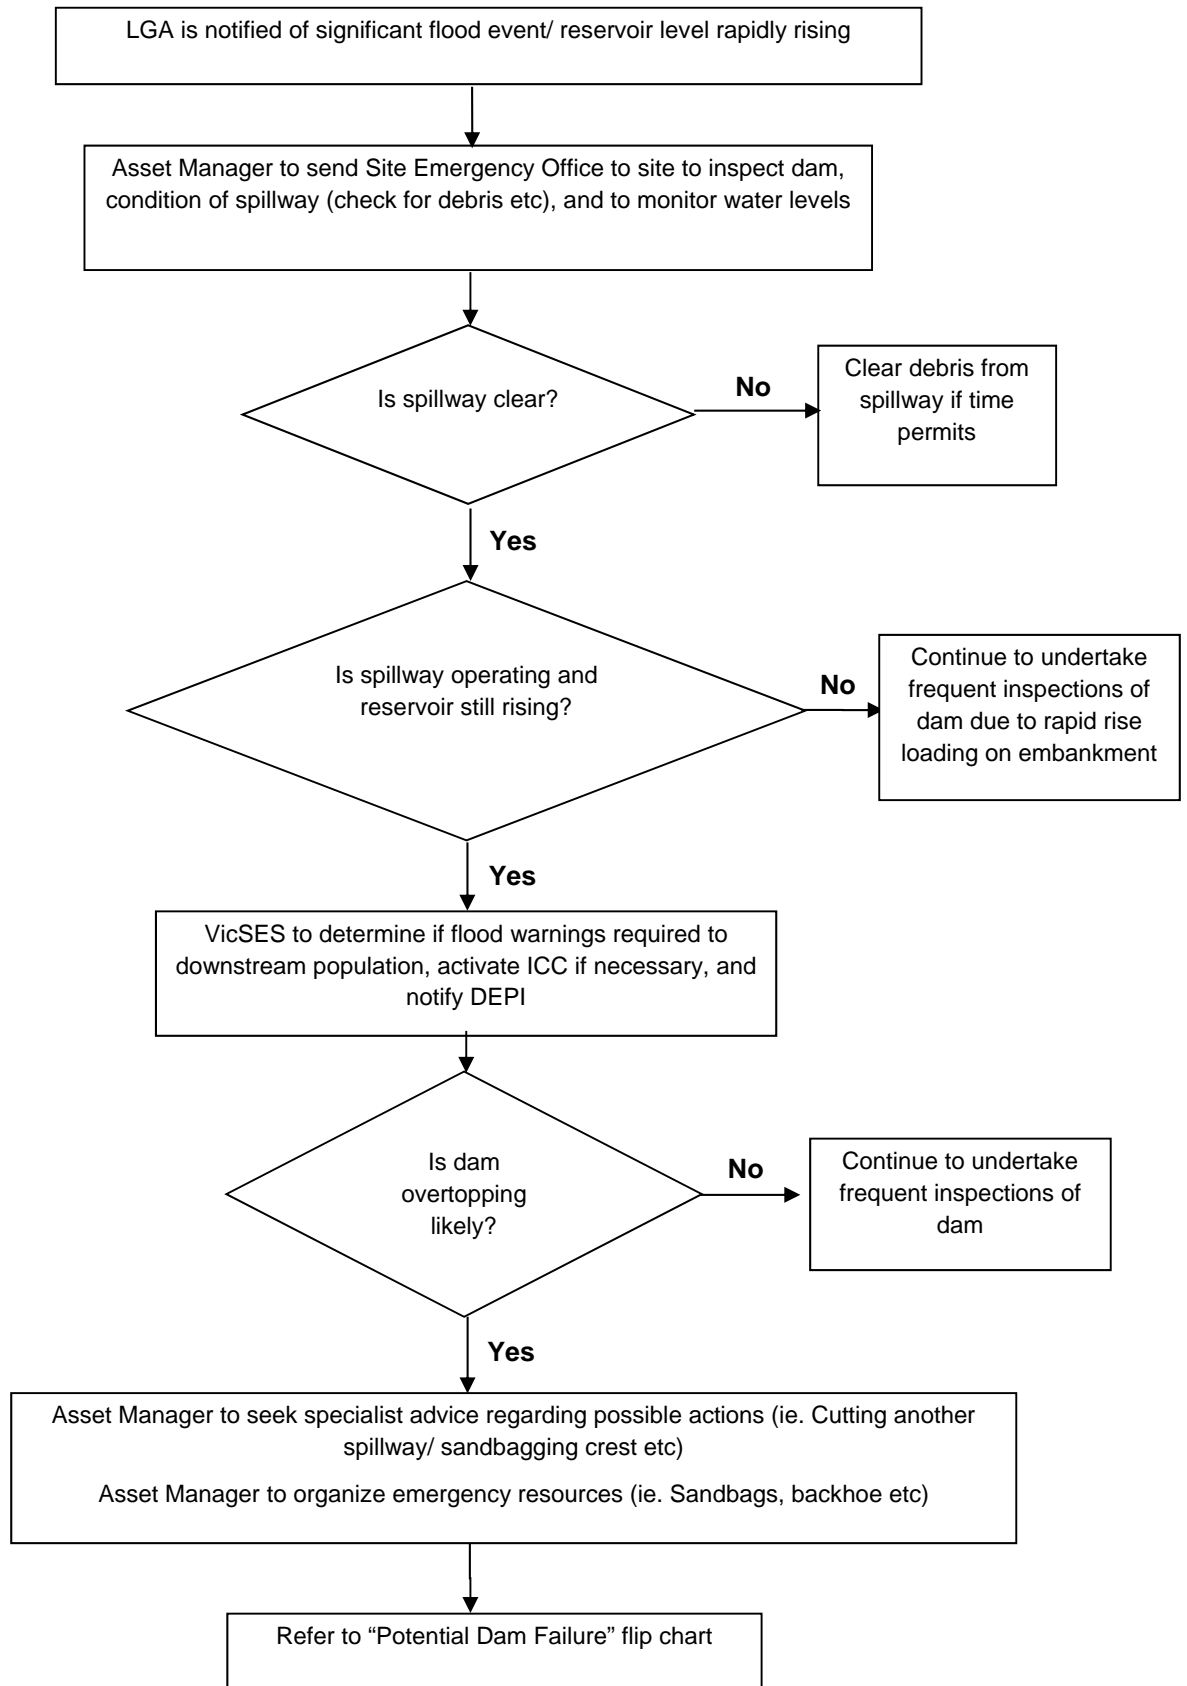 LGA is notified of significant flood event/ reservoir level rapidly rising
Asset Manager to send Site Emergency Office to site to inspect dam,
condition of spillway (check for debris etc), and to monitor water levels
Is spillway clear?
No
Clear debris from
spillway if time
permits
Yes
Is spillway operating and
reservoir still rising?
No
Continue to undertake
frequent inspections of
dam due to rapid rise
loading on embankment
Yes
VicSES to determine if flood warnings required to
downstream population, activate ICC if necessary, and
notify DEPI
Is dam
overtopping
likely?
No
Continue to undertake
frequent inspections of
dam
Yes
Asset Manager to seek specialist advice regarding possible actions (ie. Cutting another
spillway/ sandbagging crest etc)
Asset Manager to organize emergency resources (ie. Sandbags, backhoe etc)
Refer to “Potential Dam Failure” flip chart